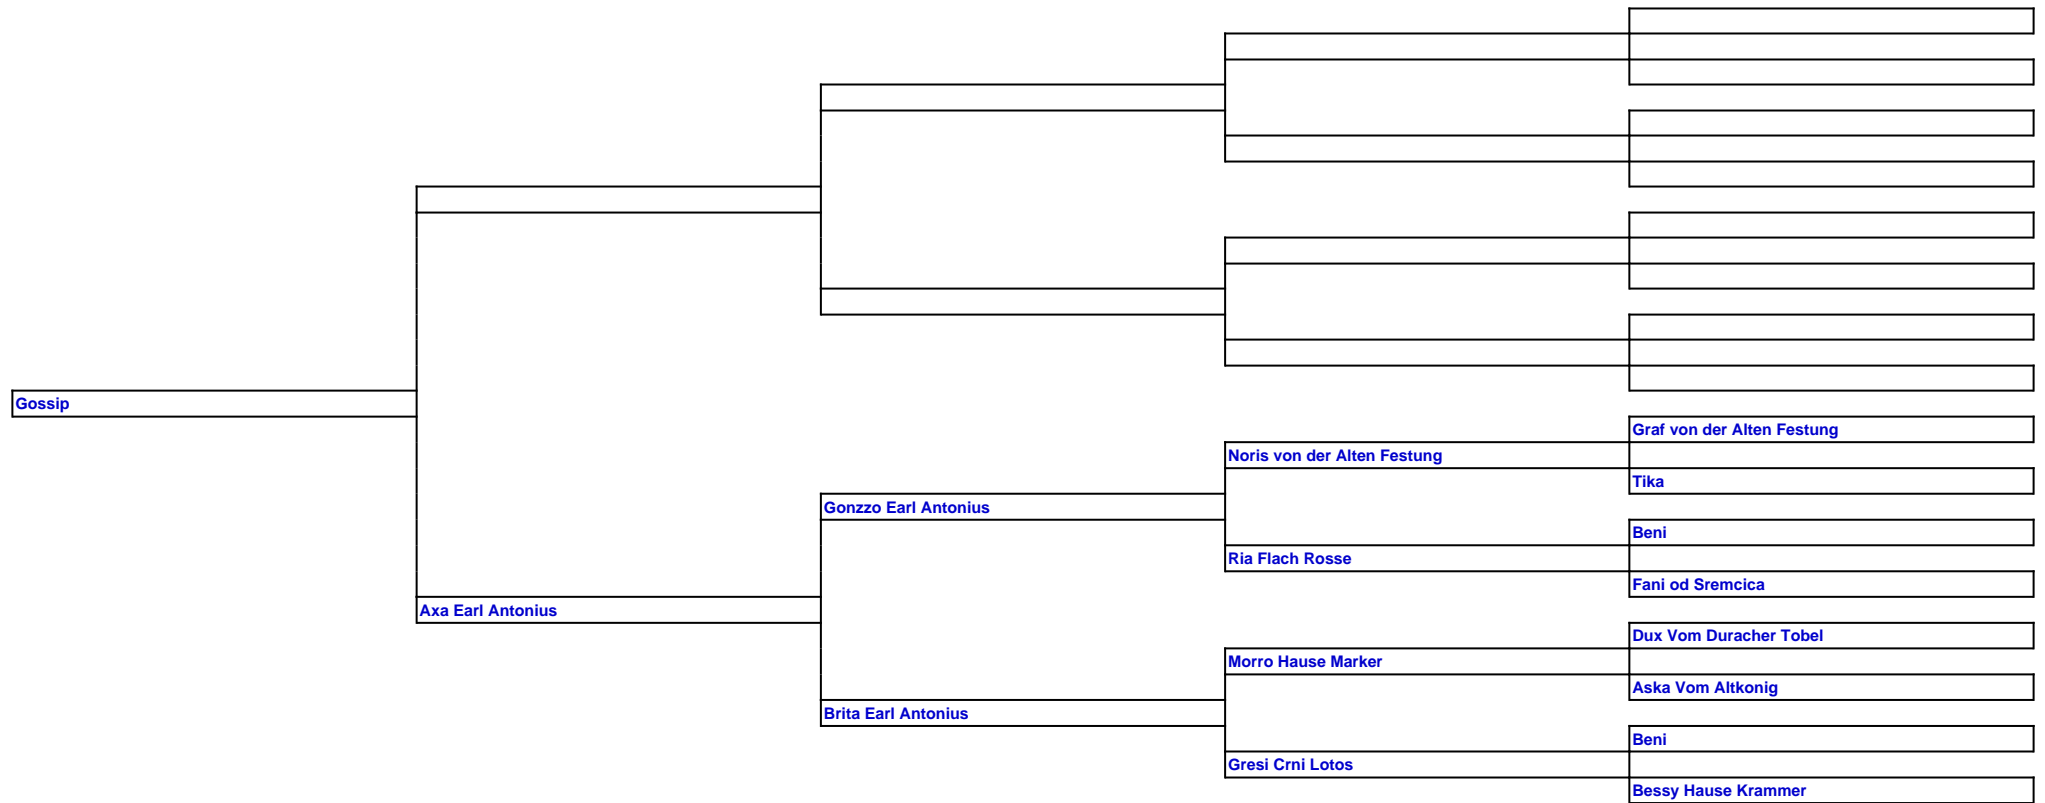 Gossip
Graf von der Alten Festung
Noris von der Alten Festung
Tika
Gonzzo Earl Antonius
Beni
Ria Flach Rosse
Fani od Sremcica
Axa Earl Antonius
Dux Vom Duracher Tobel
Morro Hause Marker
Aska Vom Altkonig
Brita Earl Antonius
Beni
Gresi Crni Lotos
Bessy Hause Krammer